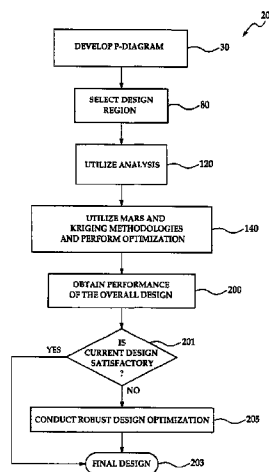 20
DEVELOP P-DIAGRAM
30
SELECT DESIGN
REGION
80
UTILIZE ANALYSIS
120
UTILIZE MARS AND
KRIGING METHODOLOGIES
AND PERFORM OPTIMIZATION
140
OBTAIN PERFORMANCE
OF THE OVERALL DESIGN
200
201
YES
IS
CURRENT DESIGN
SATISFACTORY
?
NO
CONDUCT ROBUST DESIGN OPTIMIZATION
205
FINAL DESIGN
203